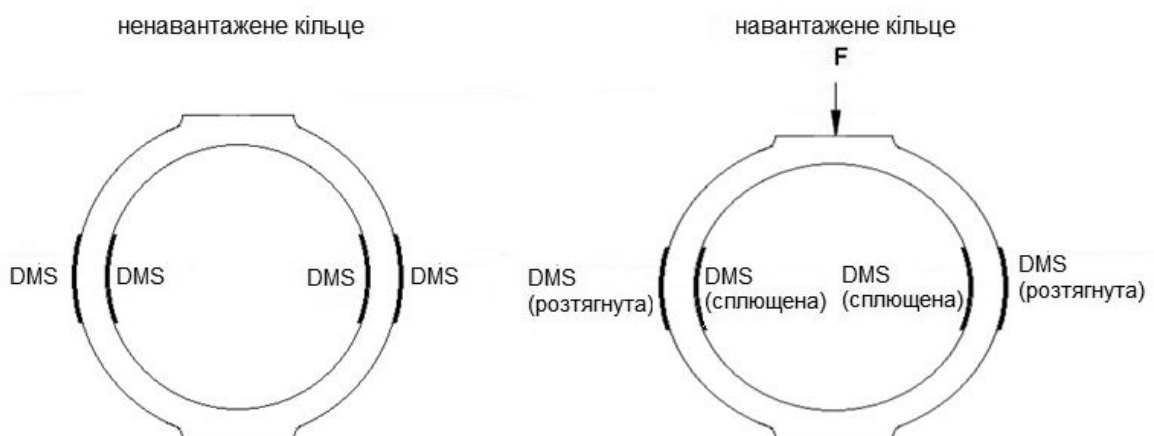 ненавантажене кільце
навантажене кільце
F
DMS
DMS
DMS
DMS
DMS
(розтягнута)
DMS
(сплющена)
DMS
(сплющена)
DMS
(розтягнута)